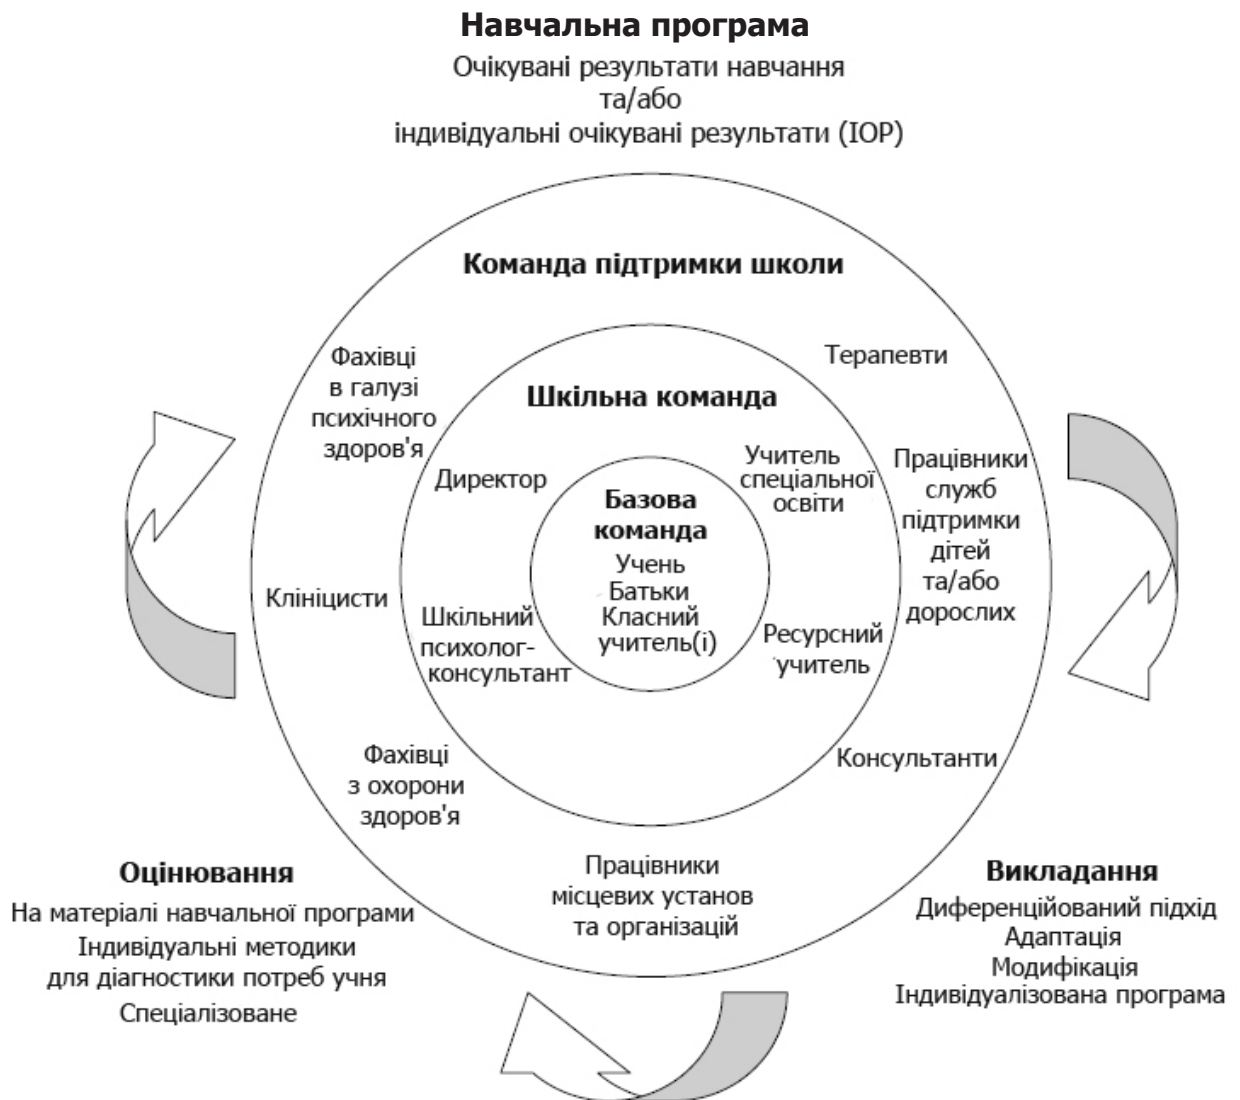 Навчальна програма
Очікувані результати навчання
та/або
індивідуальні очікувані результати (ІОР)
Команда підтримки школи
Фахівці
в галузі
психічного
здоров'я
Терапевти
Шкільна команда
Директор
Учитель
спеціальної
освіти
Працівники
служб
підтримки
дітей
та/або
дорослих
Базова
команда
Учень
Батьки
Класний
учитель(і)
Клініцисти
Шкільний
психолог-
консультант
Ресурсний
учитель
Фахівці
з охорони
здоров'я
Консультанти
Працівники
місцевих установ
та організацій
Оцінювання
На матеріалі навчальної програми
Індивідуальні методики
для діагностики потреб учня
Спеціалізоване
Викладання
Диференційований підхід
Адаптація
Модифікація
Індивідуалізована програма